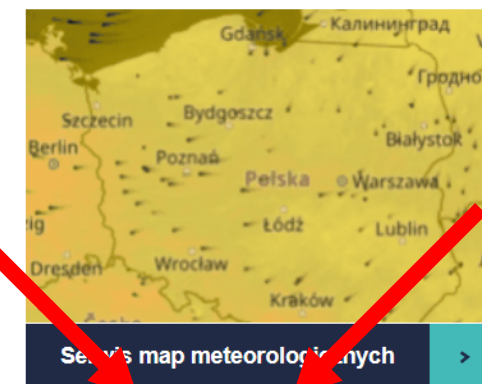 Gdańsk
Калининград
Гродно
Szczecin
Bydgoszcz
Białystok
Berlin
Poznań
Polska
Warszawa
Łódź
Lublin
Dresden
Wrocław
Kraków
Serwis map meteorologicznych
>